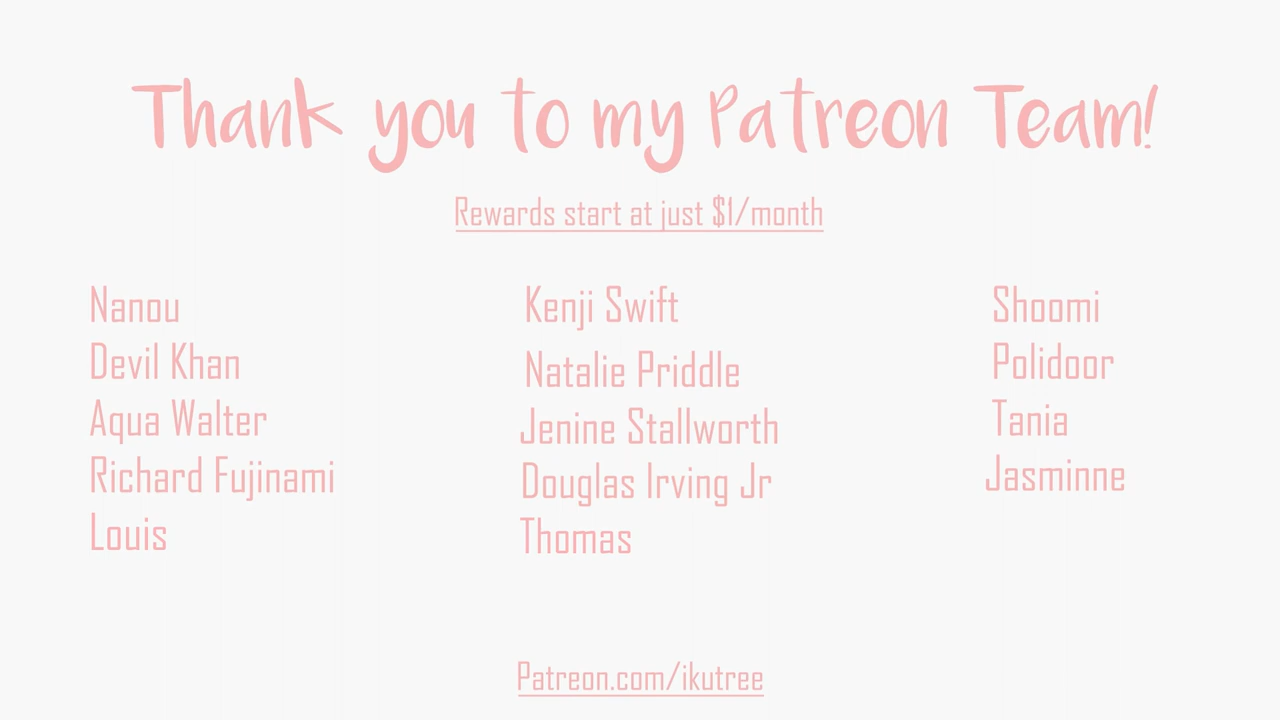 Thank you to my Patreon Team!
Rewards start at just $1/month
Nanou
Devil Khan
Aqua Walter
Richard Fujinami
Louis
Kenji Swift
Natalie Priddle
Jenine Stallworth
Douglas Irving Jr
Thomas
Shoomi
Polidoor
Tania
Jasminne
Patreon.com/ikutree